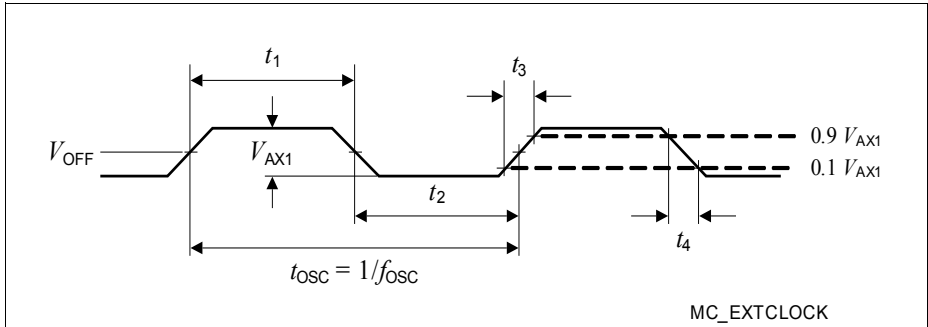 t1
t3
0.9 VAX1
VOFF
VAX1
0.1 VAX1
t2
t4
tOSC = 1/fOSC
MC_EXTCLOCK